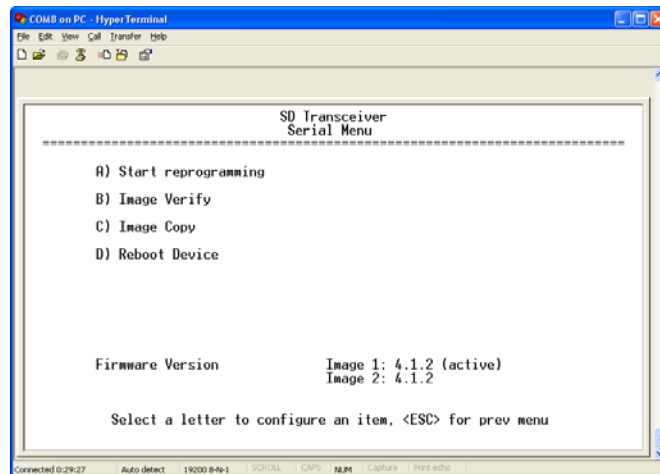 COM8 on PC - HyperTerminal
File Edit View Call Transfer Help
SD Transceiver
Serial Menu
================================================================================
A) Start reprogramming
B) Image Verify
C) Image Copy
D) Reboot Device
Firmware Version Image 1: 4.1.2 (active)
Image 2: 4.1.2
Select a letter to configure an item, <ESC> for prev menu
Connected 0:29:27 Auto detect 19200 8-N-1 SCROLL CAPS NUM Capture Print echo